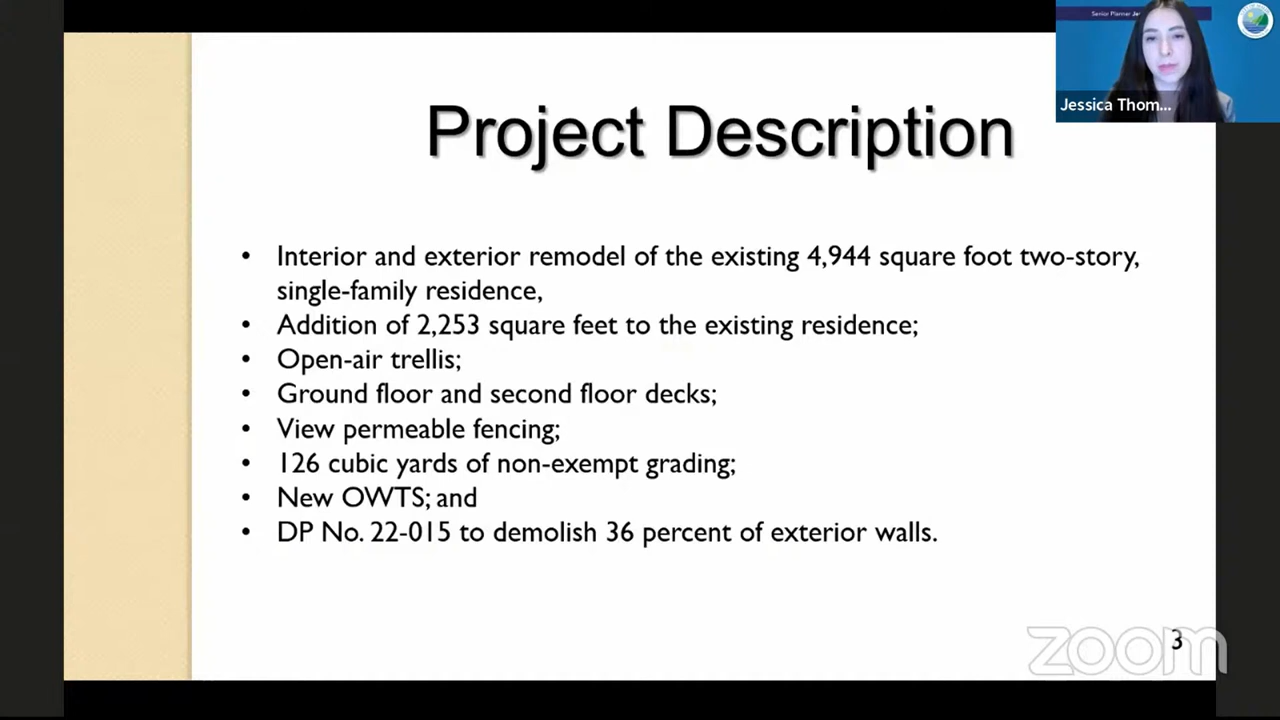 Senior Planner Je
Jessica Thom...
Project Description
• Interior and exterior remodel of the existing 4,944 square foot two-story,
single-family residence,
• Addition of 2,253 square feet to the existing residence;
• Open-air trellis;
• Ground floor and second floor decks;
• View permeable fencing;
• 126 cubic yards of non-exempt grading;
• New OWTS; and
• DP No. 22-015 to demolish 36 percent of exterior walls.
3
zoom